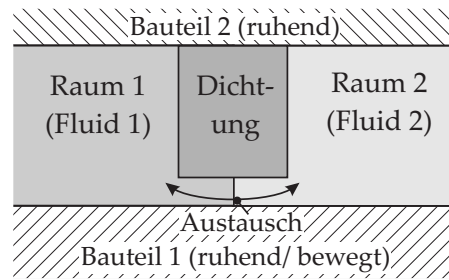 Bauteil 2 (ruhend)
Raum 1
(Fluid 1)
Dicht-
ung
Raum 2
(Fluid 2)
Austausch
Bauteil 1 (ruhend/ bewegt)